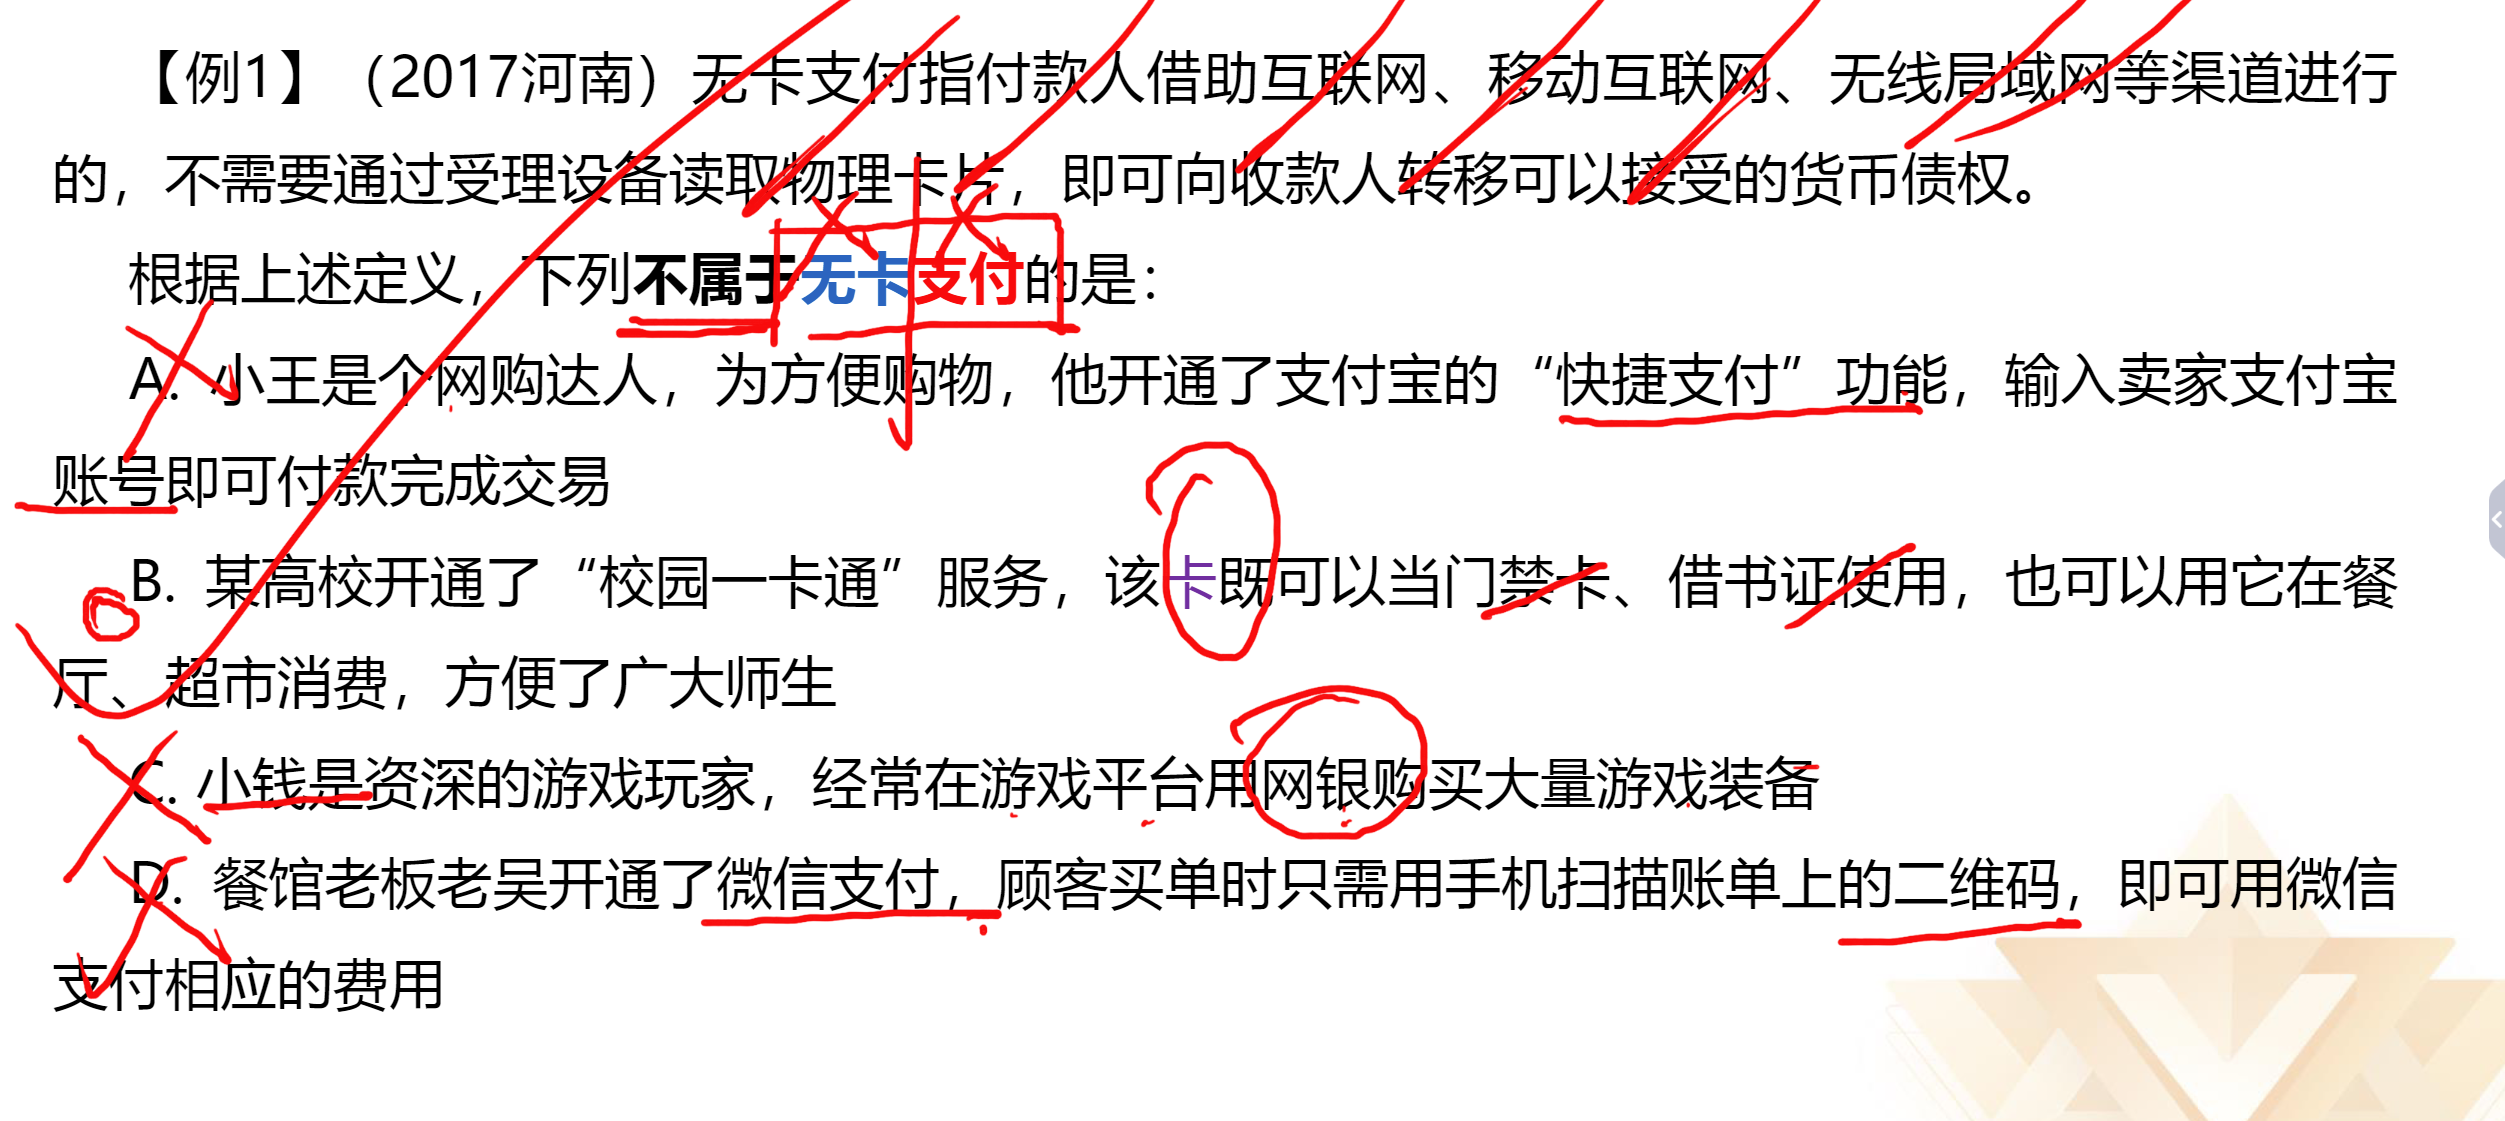 【例1】（2017河南）无卡支付指付款人借助互联网、移动互联网、无线局域网等渠道进行
的，不需要通过受理设备读取物理卡片，即可向收款人转移可以接受的货币债权。
根据上述定义，下列不属于无卡支付的是：
A. 小王是个网购达人，为方便购物，他开通了支付宝的“快捷支付”功能，输入卖家支付宝
账号即可付款完成交易
B. 某高校开通了“校园一卡通”服务，该卡既可以当门禁卡、借书证使用，也可以用它在餐
厅、超市消费，方便了广大师生
C. 小钱是资深的游戏玩家，经常在游戏平台用网银购买大量游戏装备
D. 餐馆老板老吴开通了微信支付，顾客买单时只需用手机扫描账单上的二维码，即可用微信
支付相应的费用